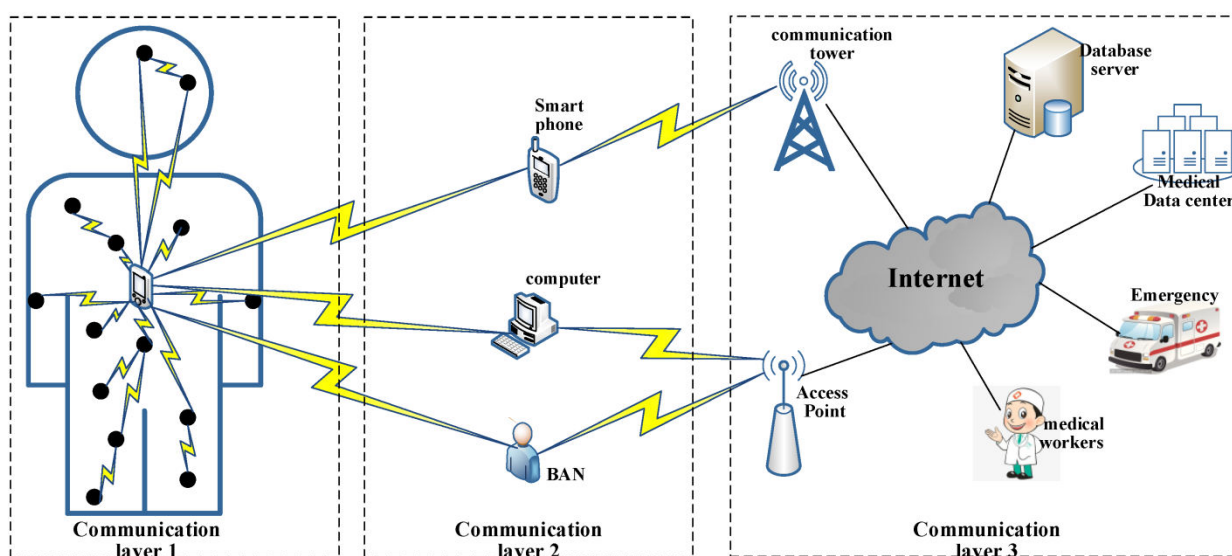 Smart
phone
computer
BAN
communication
tower
Database
server
Medical
Data center
Internet
Emergency
Access
Point
medical
workers
Communication
layer 1
Communication
layer 2
Communication
layer 3